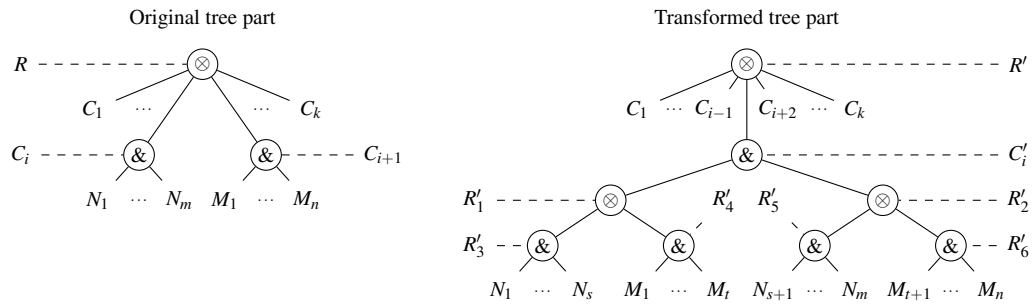 Original tree part Transformed tree part
R ⊗ ⊗ R′
C₁ ⋯ ⋯ Cₖ C₁ ⋯ Cᵢ₋₁ Cᵢ₊₂ ⋯ Cₖ
Cᵢ & & Cᵢ₊₁ & C′ᵢ
N₁ ⋯ Nₘ M₁ ⋯ Mₙ R′₁ ⊗ R′₄ R′₅ ⊗ R′₂
R′₃ & & & & R′₆
N₁ ⋯ Nₛ M₁ ⋯ Mₜ Nₛ₊₁ ⋯ Nₘ Mₜ₊₁ ⋯ Mₙ